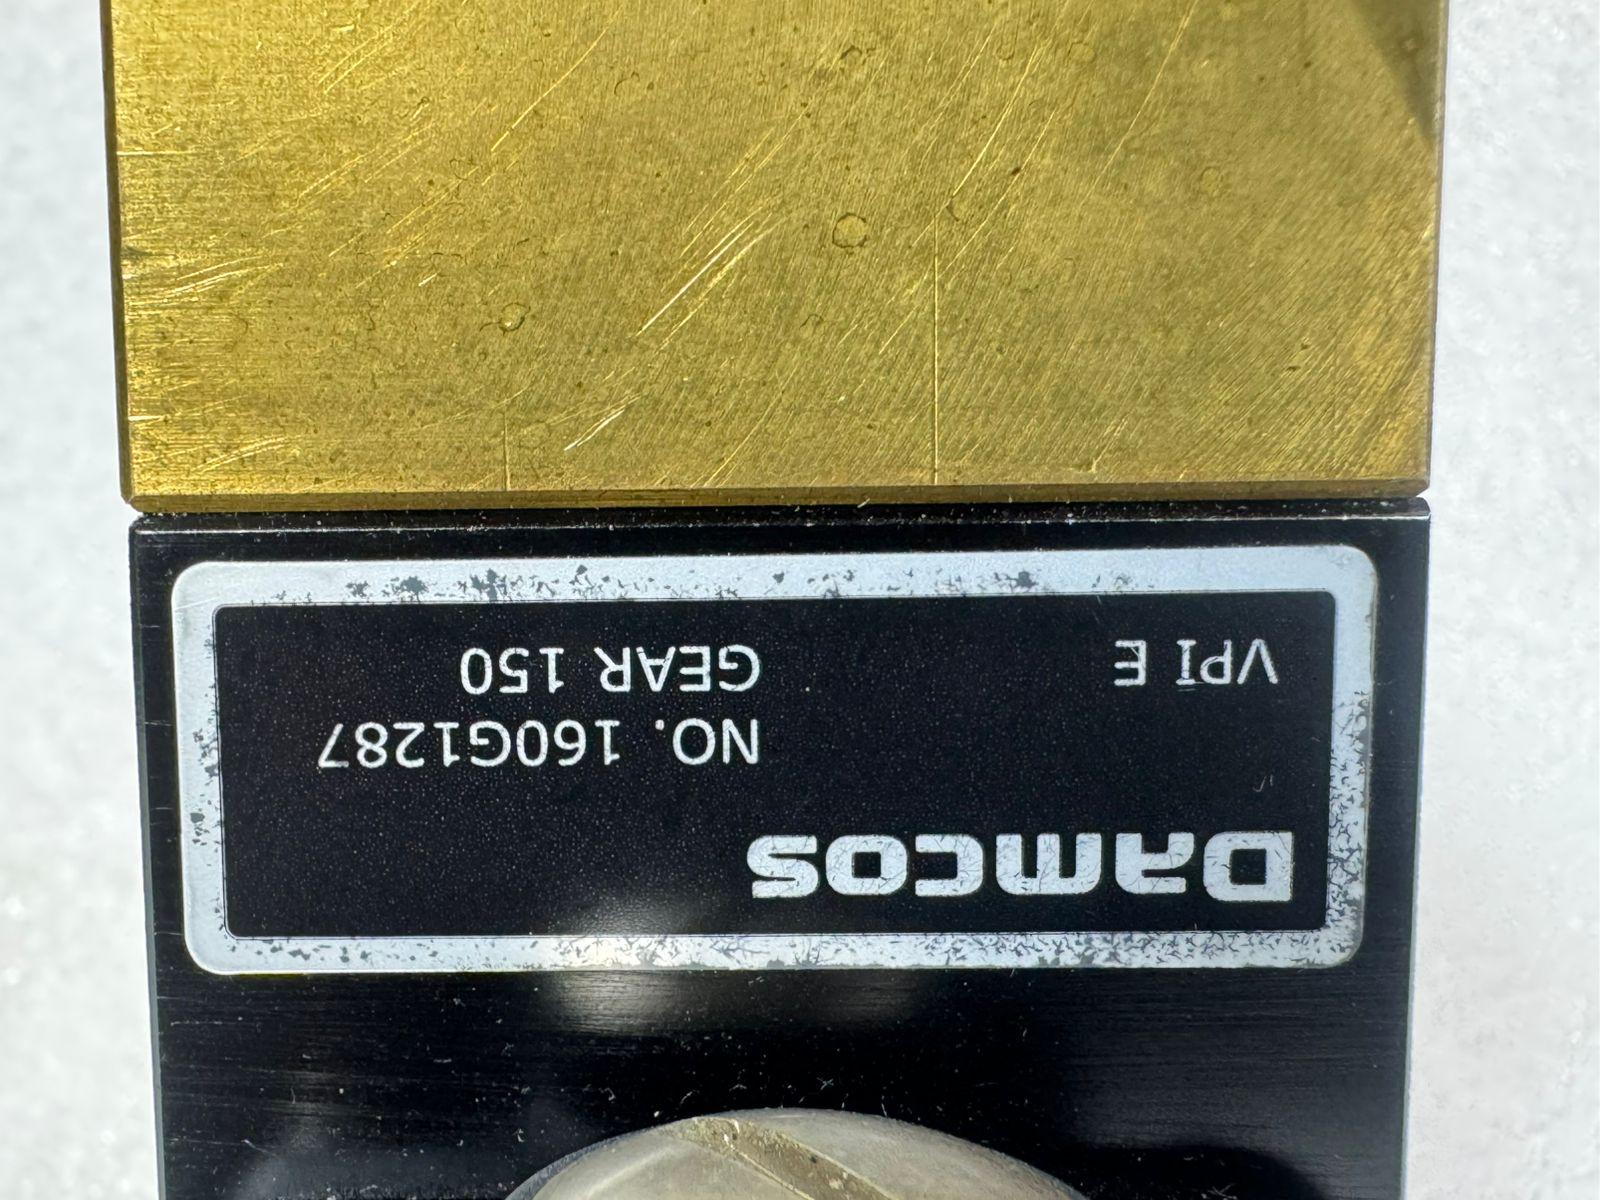 Damcos
NO. 160G1287
VPI E GEAR 150